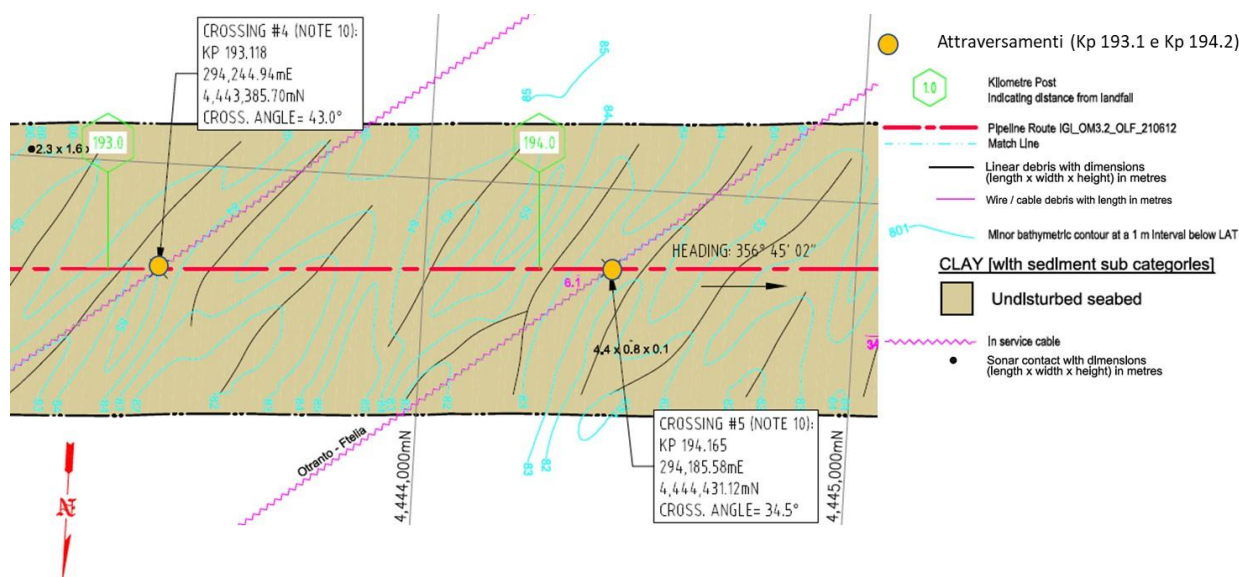 CROSSING #4 (NOTE 10):
KP 193.118
294,244.94mE
4,443,385.70mN
CROSS. ANGLE= 43.0°
193.0
2.3 x 1.6 x
194.0
85
84
HEADING: 356° 45' 02"
6.1
4.4 x 0.8 x 0.1
34
Otranto - Ftelia
83
82
4,444,000mN
4,445,000mN
CROSSING #5 (NOTE 10):
KP 194.165
294,185.58mE
4,444,431.12mN
CROSS. ANGLE= 34.5°
N
Attraversamenti (Kp 193.1 e Kp 194.2)
1.0
Kilometre Post
Indicating distance from landfall
Pipeline Route IGI_OM3.2_OLF_210612
Match Line
Linear debris with dimensions
(length x width x height) in metres
Wire / cable debris with length in metres
801
Minor bathymetric contour at a 1 m interval below LAT
CLAY [with sediment sub categories]
Undisturbed seabed
In service cable
Sonar contact with dimensions
(length x width x height) in metres